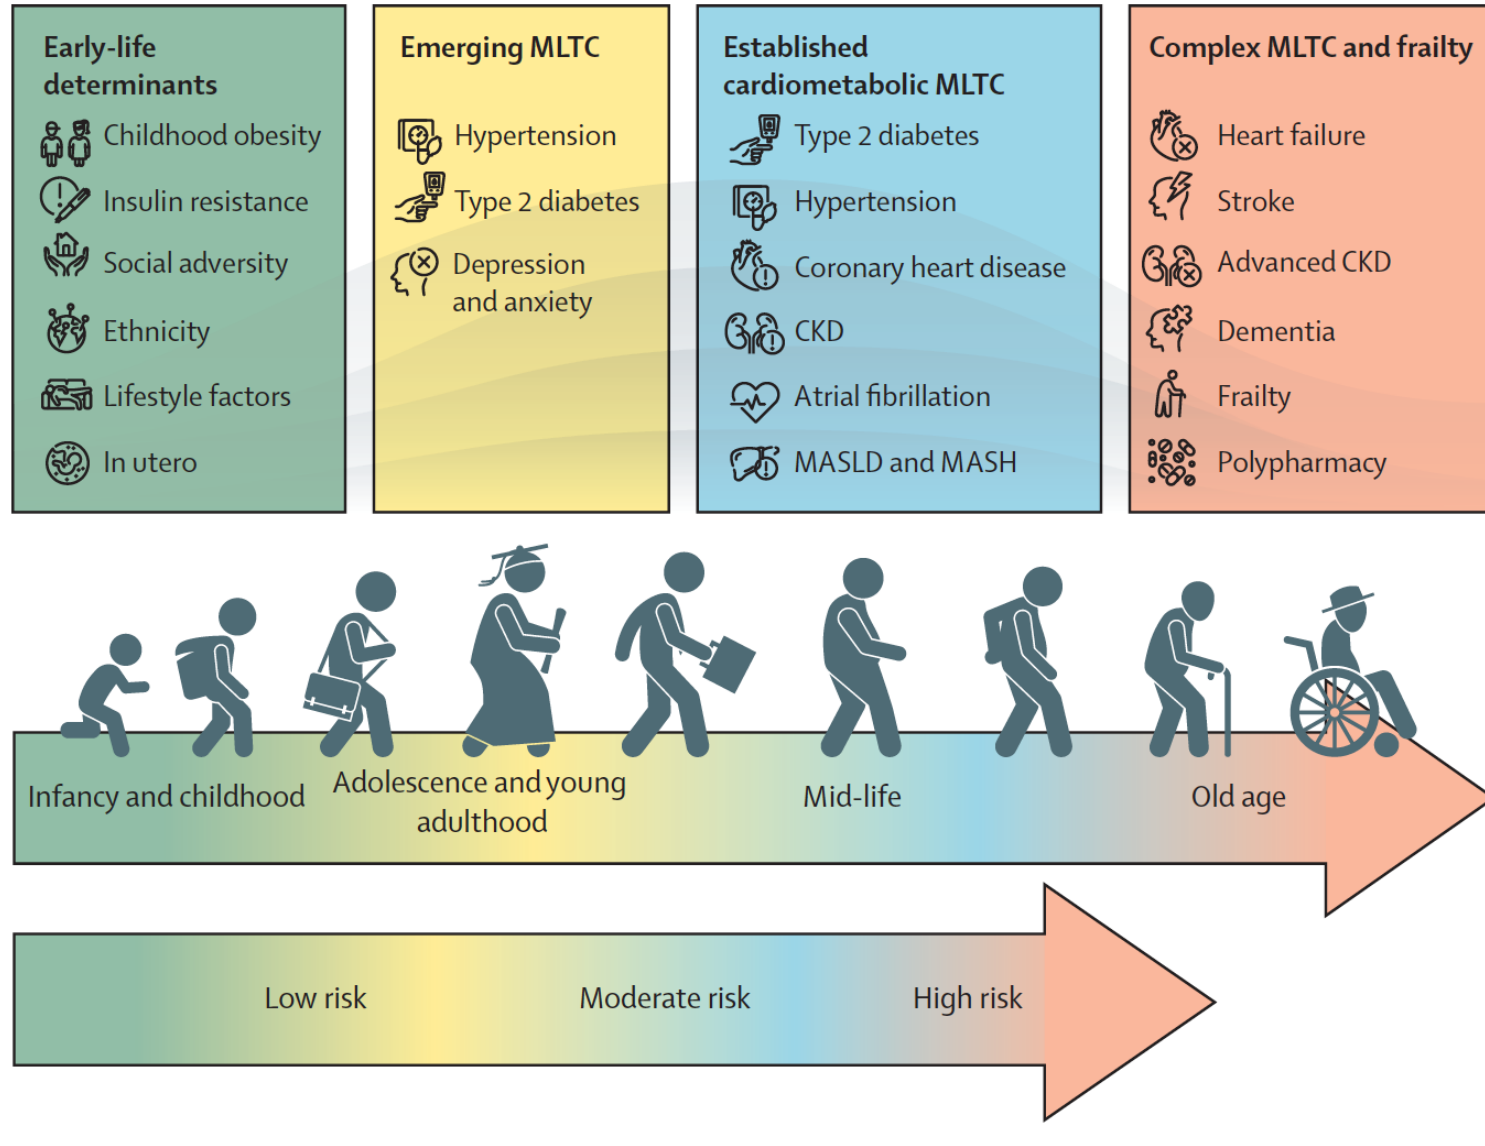 Early-life
determinants
Childhood obesity
Insulin resistance
Social adversity
Ethnicity
Lifestyle factors
In utero
Emerging MLTC
Hypertension
Type 2 diabetes
Depression
and anxiety
Established
cardiometabolic MLTC
Type 2 diabetes
Hypertension
Coronary heart disease
CKD
Atrial fibrillation
MASLD and MASH
Complex MLTC and frailty
Heart failure
Stroke
Advanced CKD
Dementia
Frailty
Polypharmacy
Infancy and childhood
Adolescence and young
adulthood
Mid-life
Old age
Low risk
Moderate risk
High risk